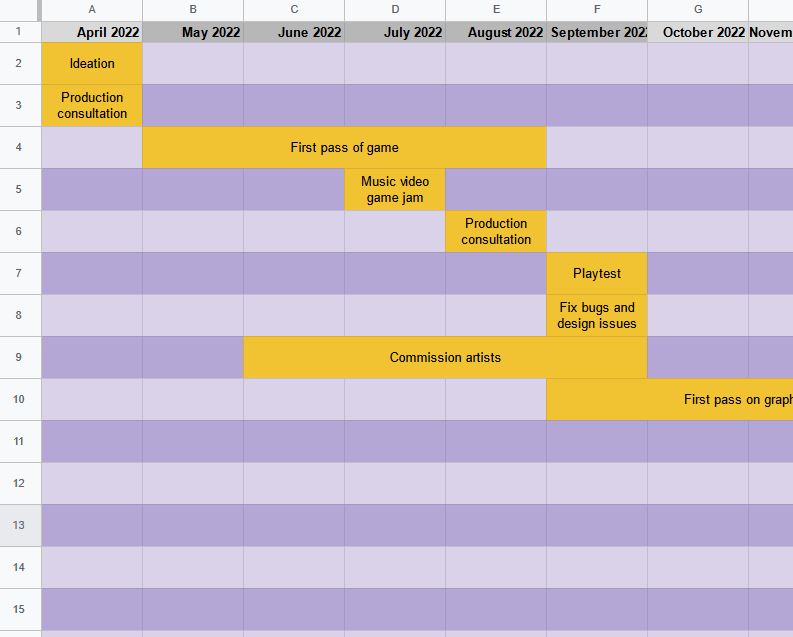 A B C D E F G
1 April 2022 May 2022 June 2022 July 2022 August 2022 September 202 October 2022 Novem
2 Ideation
3 Production
consultation
4 First pass of game
5 Music video
game jam
6 Production
consultation
7 Playtest
8 Fix bugs and
design issues
9 Commission artists
10 First pass on graph
11
12
13
14
15